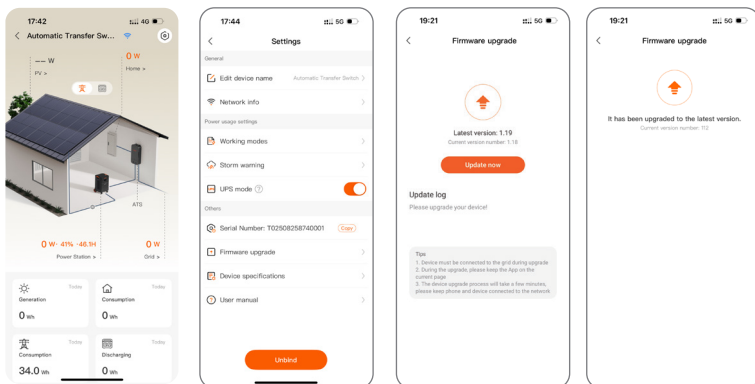 17:42
4G
Automatic Transfer Sw...
-- W
PV >
0 W
Home >
ATS
0 W· 41% ·46.1H
Power Station >
0 W
Grid >
Today
Generation
0 Wh
Today
Consumption
0 Wh
Today
Consumption
34.0 Wh
Today
Discharging
0 Wh
17:44
5G
Settings
General
Edit device name
Automatic Transfer Switch >
Network info
Power usage settings
Working modes
Storm warning
UPS mode ?
Others
Serial Number: T02508258740001
Copy
Firmware upgrade
Device specifications
User manual
Unbind
19:21
5G
Firmware upgrade
Latest version: 1.19
Current version number: 1.18
Update now
Update log
Please upgrade your device!
Tips
1. Device must be connected to the grid during upgrade
2. During the upgrade, please keep the App on the
current page
3. The device upgrade process will take a few minutes,
please keep phone and device connected to the network
19:21
5G
Firmware upgrade
It has been upgraded to the latest version.
Current version number: 112